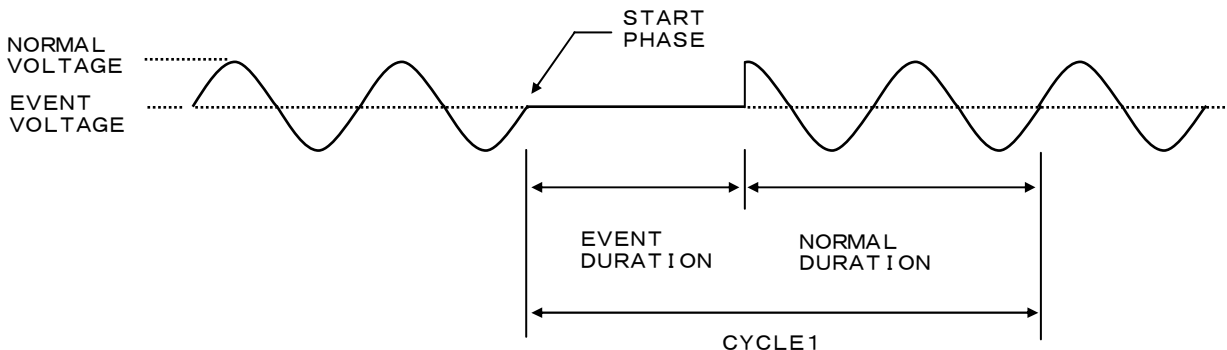 START
PHASE
NORMAL
VOLTAGE
EVENT
VOLTAGE
EVENT
DURATION
NORMAL
DURATION
CYCLE1